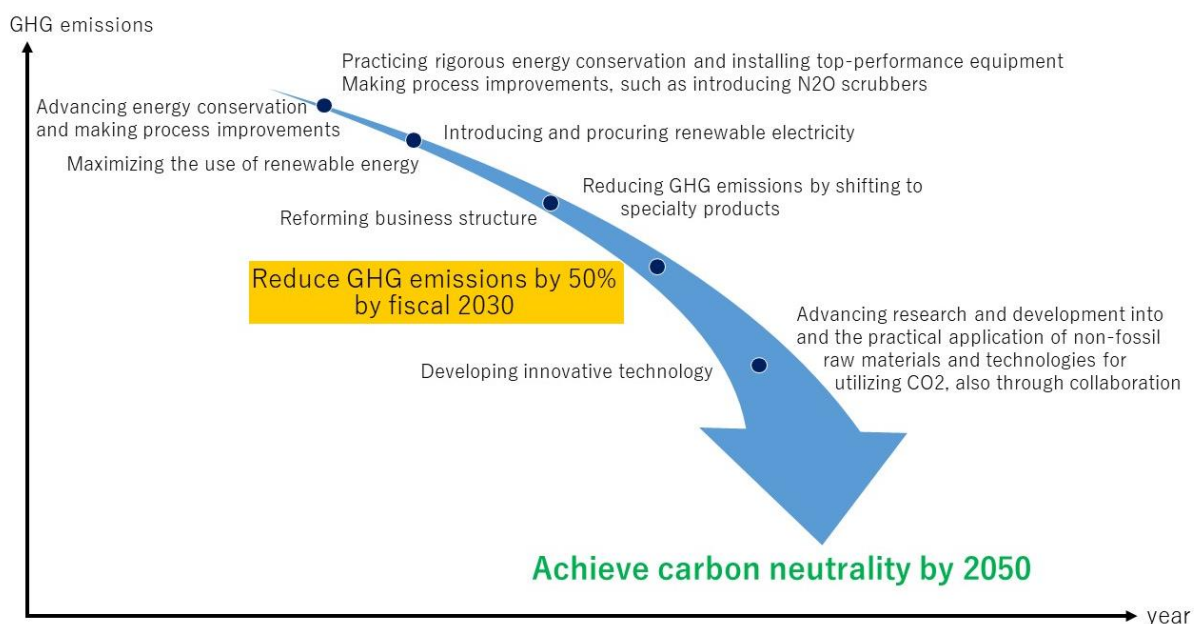 GHG emissions
Practicing rigorous energy conservation and installing top-performance equipment
Making process improvements, such as introducing N2O scrubbers
Advancing energy conservation
and making process improvements
Introducing and procuring renewable electricity
Maximizing the use of renewable energy
Reducing GHG emissions by shifting to
specialty products
Reforming business structure
Reduce GHG emissions by 50%
by fiscal 2030
Advancing research and development into
and the practical application of non-fossil
raw materials and technologies for
utilizing CO2, also through collaboration
Developing innovative technology
Achieve carbon neutrality by 2050
year